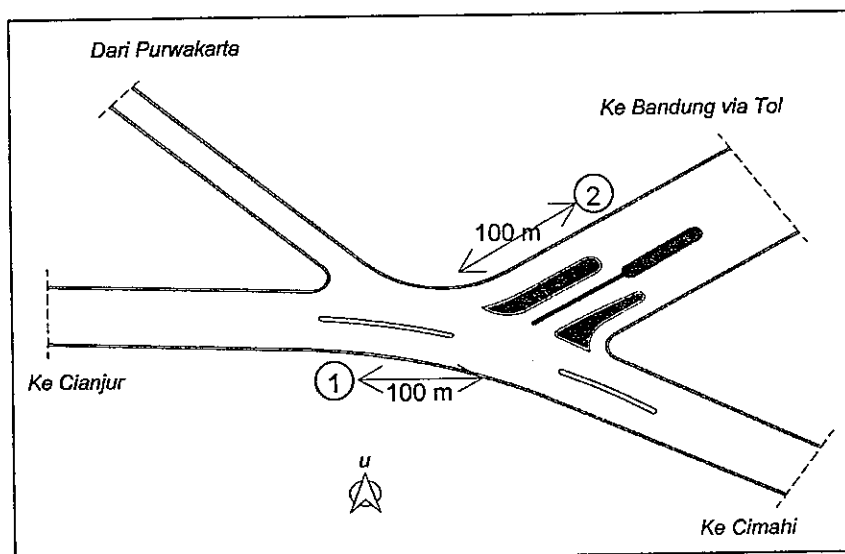 Dari Purwakarta
Ke Bandung via Tol
2
100 m
Ke Cianjur
1
100 m
u
Ke Cimahi